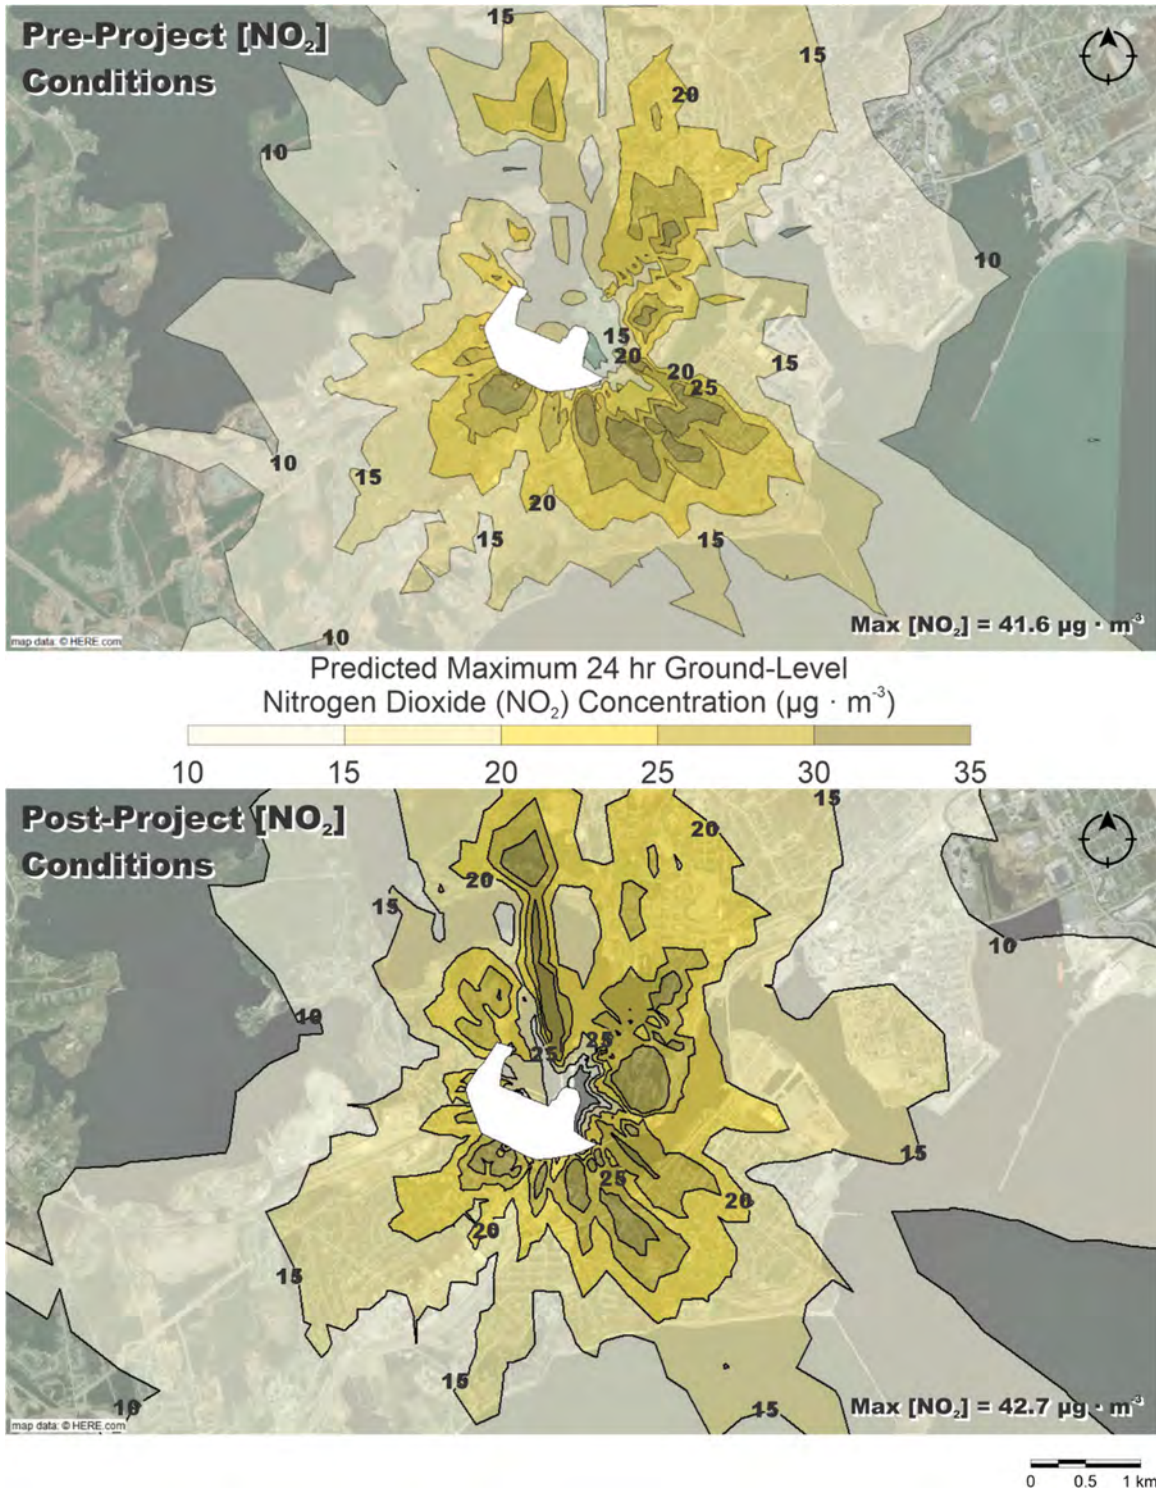 Pre-Project [NO₂]
Conditions
15
15
20
10
10
15
20
15
20
25
10
15
20
15
15
10
Max [NO₂] = 41.6 µg · m⁻³
map data: © HERE.com
Predicted Maximum 24 hr Ground-Level
Nitrogen Dioxide (NO₂) Concentration (µg · m⁻³)
10 15 20 25 30 35
Post-Project [NO₂]
Conditions
15
20
20
15
10
10
25
25
15
25
20
20
15
15
10
15
Max [NO₂] = 42.7 µg · m⁻³
map data: © HERE.com
0 0.5 1 km